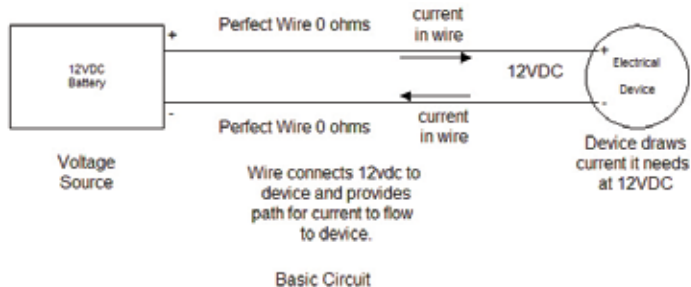 Perfect Wire 0 ohms
current
in wire
+
12VDC
Battery
12VDC
+
Electrical
Device
-
-
Perfect Wire 0 ohms
current
in wire
Voltage
Source
Wire connects 12vdc to
device and provides
path for current to flow
to device.
Device draws
current it needs
at 12VDC
Basic Circuit